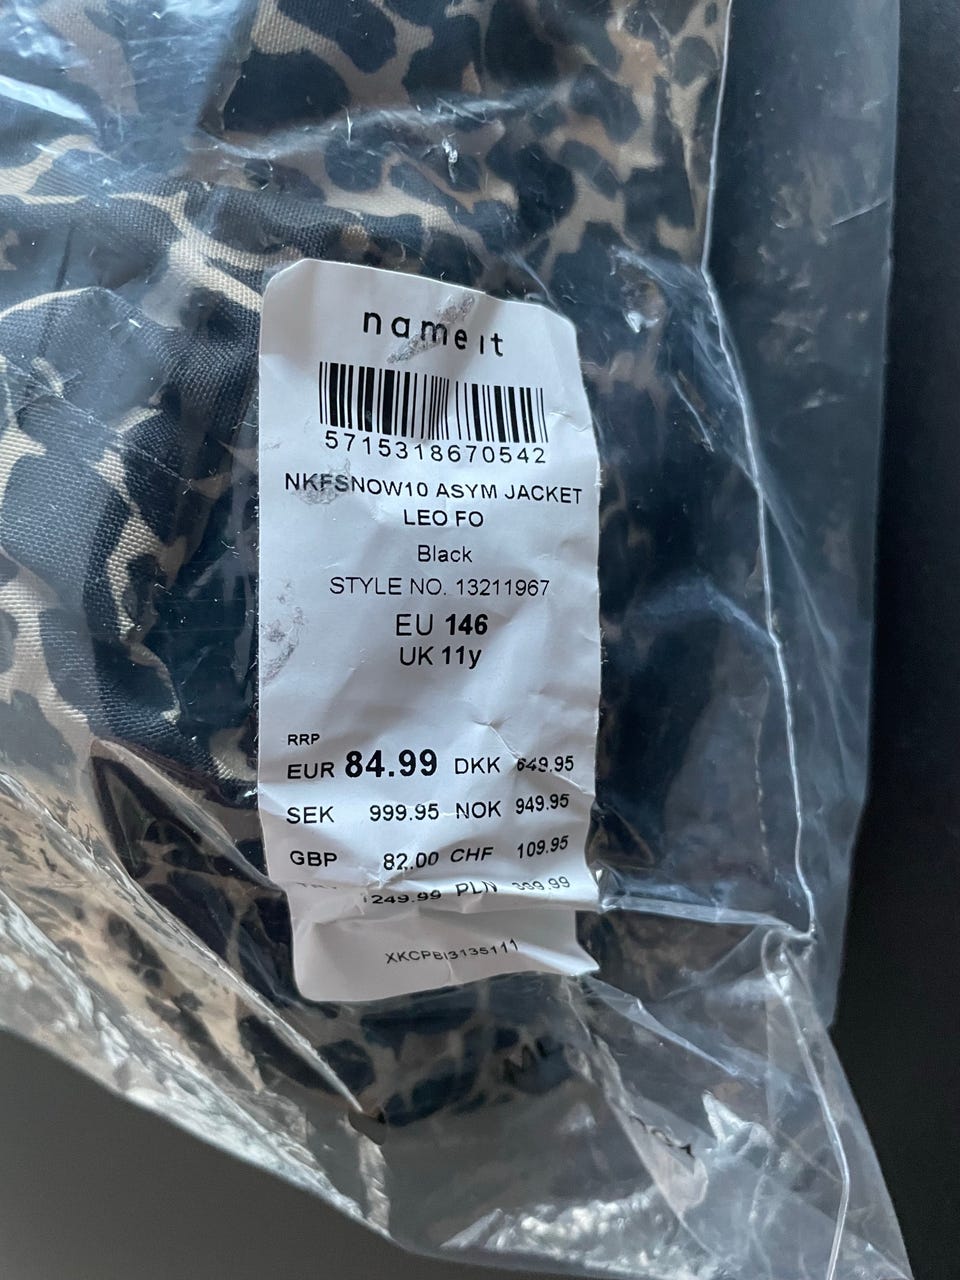 name it
5715318670542
NKFSNOW10 ASYM JACKET
LEO FO
Black
STYLE NO. 13211967
EU 146
UK 11y
RRP
EUR 84.99 DKK 649.95
SEK 999.95 NOK 949.95
GBP 82.00 CHF 109.95
1249.99 PLN 399.99
XKCPBI3135111